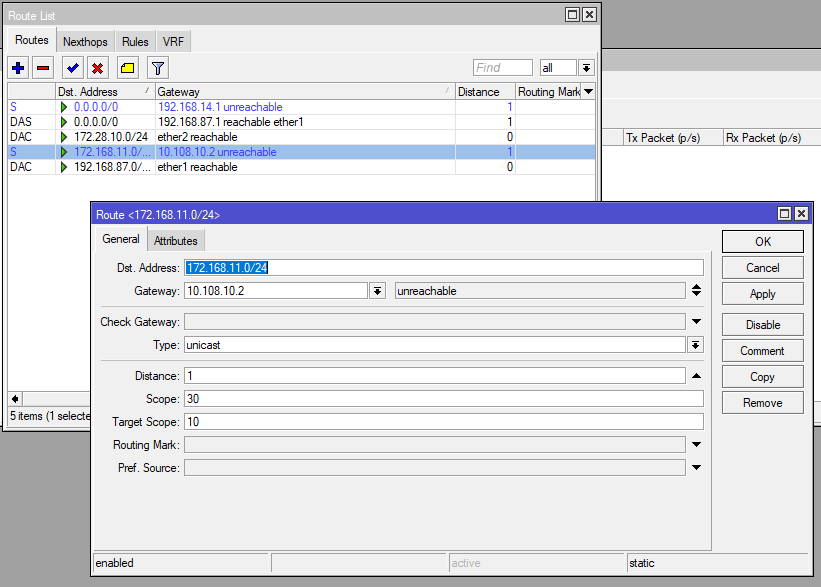 Route List
Routes Nexthops Rules VRF
Find all
Dst. Address / Gateway / Distance Routing Mark
S 0.0.0.0/0 192.168.14.1 unreachable 1
DAS 0.0.0.0/0 192.168.87.1 reachable ether1 1
DAC 172.28.10.0/24 ether2 reachable 0
S 172.168.11.0/... 10.108.10.2 unreachable 1
DAC 192.168.87.0/... ether1 reachable 0
Tx Packet (p/s) Rx Packet (p/s)
5 items (1 selecte
Route <172.168.11.0/24>
General Attributes
Dst. Address: 172.168.11.0/24
Gateway: 10.108.10.2 unreachable
Check Gateway:
Type: unicast
Distance: 1
Scope: 30
Target Scope: 10
Routing Mark:
Pref. Source:
OK
Cancel
Apply
Disable
Comment
Copy
Remove
enabled active static